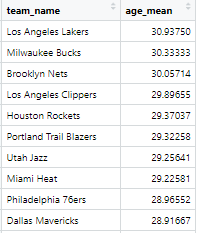 team_name age_mean
Los Angeles Lakers 30.93750
Milwaukee Bucks 30.33333
Brooklyn Nets 30.05714
Los Angeles Clippers 29.89655
Houston Rockets 29.37037
Portland Trail Blazers 29.32258
Utah Jazz 29.25641
Miami Heat 29.22581
Philadelphia 76ers 28.96552
Dallas Mavericks 28.91667